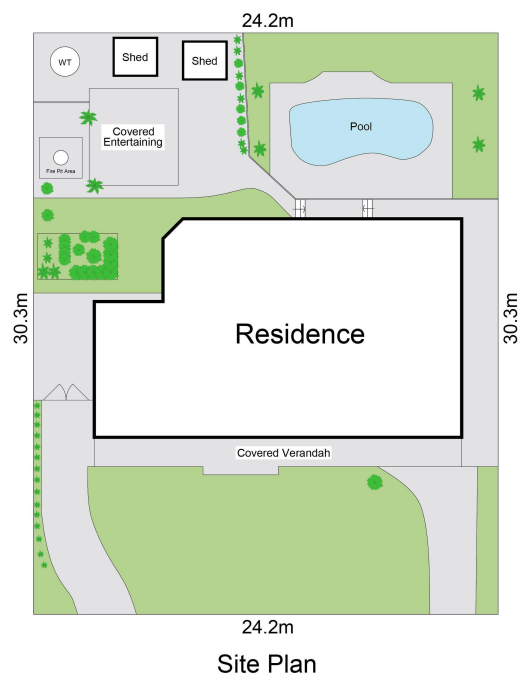 24.2m
WT
Shed
Shed
Covered
Entertaining
Pool
Fire Pit Area
30.3m
30.3m
Residence
Covered Verandah
24.2m
Site Plan